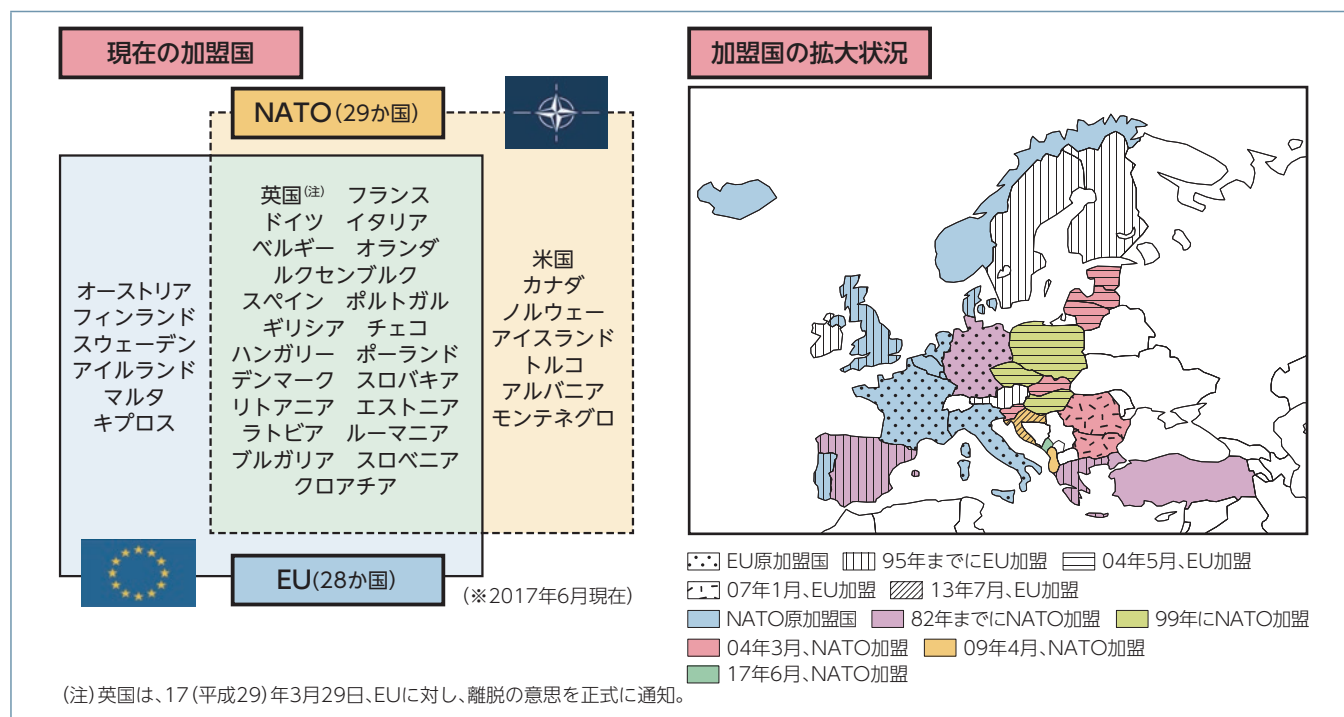 現在の加盟国
NATO(29か国)
英国(注) フランス
ドイツ イタリア
ベルギー オランダ
ルクセンブルク
スペイン ポルトガル
ギリシア チェコ
ハンガリー ポーランド
デンマーク スロバキア
リトアニア エストニア
ラトビア ルーマニア
ブルガリア スロベニア
クロアチア
オーストリア
フィンランド
スウェーデン
アイルランド
マルタ
キプロス
米国
カナダ
ノルウェー
アイスランド
トルコ
アルバニア
モンテネグロ
EU(28か国)
(※2017年6月現在)
加盟国の拡大状況
EU原加盟国 95年までにEU加盟 04年5月、EU加盟
07年1月、EU加盟 13年7月、EU加盟
NATO原加盟国 82年までにNATO加盟 99年にNATO加盟
04年3月、NATO加盟 09年4月、NATO加盟
17年6月、NATO加盟
(注)英国は、17(平成29)年3月29日、EUに対し、離脱の意思を正式に通知。